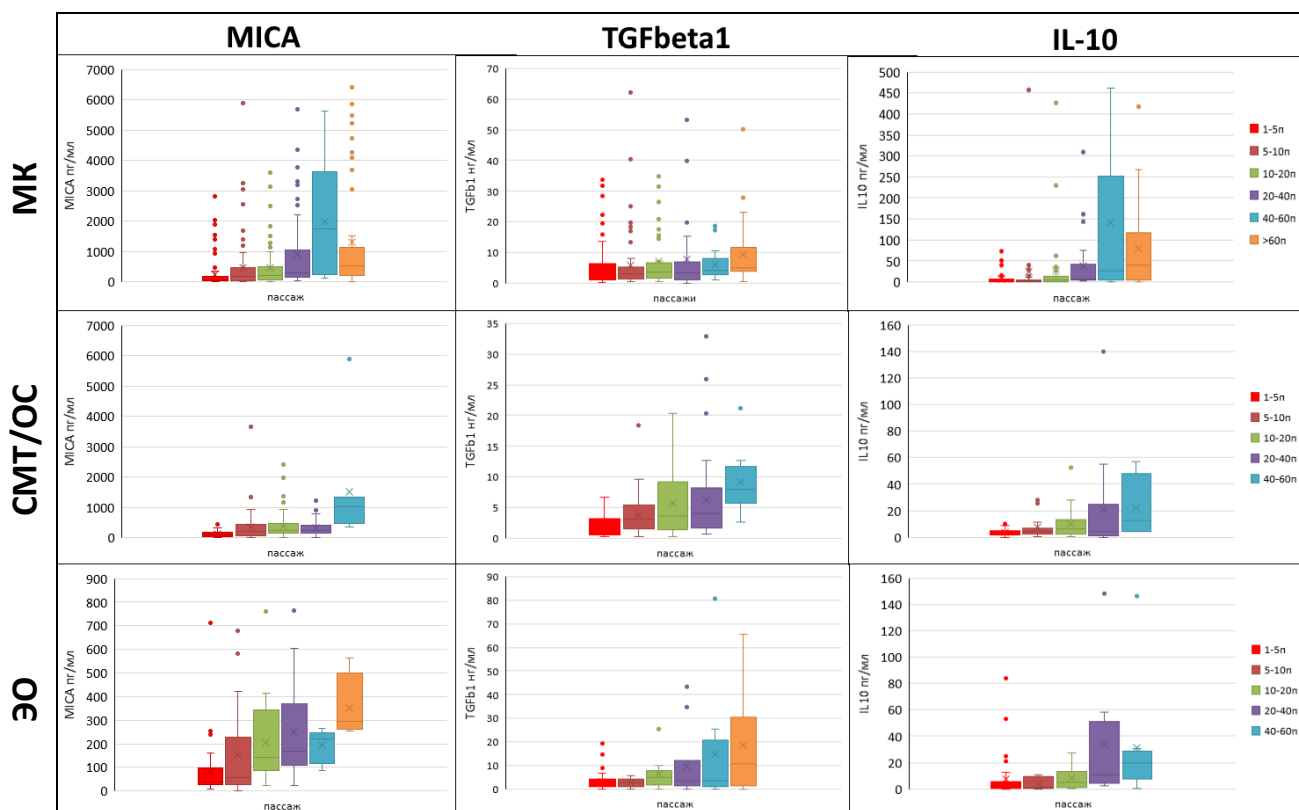 MICA
TGFbeta1
IL-10
МК
7000
6000
5000
4000
3000
2000
1000
0
MICA пг/мл
пассаж
70
60
50
40
30
20
10
0
TGFb1 нг/мл
пассажи
500
450
400
350
300
250
200
150
100
50
0
IL10 пг/мл
пассаж
1-5п
5-10п
10-20п
20-40п
40-60п
>60п
СМТ/ОС
7000
6000
5000
4000
3000
2000
1000
0
MICA пг/мл
пассаж
35
30
25
20
15
10
5
0
TGFb1 нг/мл
пассаж
160
140
120
100
80
60
40
20
0
IL10 пг/мл
пассаж
1-5п
5-10п
10-20п
20-40п
40-60п
ЭО
900
800
700
600
500
400
300
200
100
0
MICA пг/мл
пассаж
90
80
70
60
50
40
30
20
10
0
TGFb1 нг/мл
пассаж
160
140
120
100
80
60
40
20
0
IL10 пг/мл
пассаж
1-5п
5-10п
10-20п
20-40п
40-60п